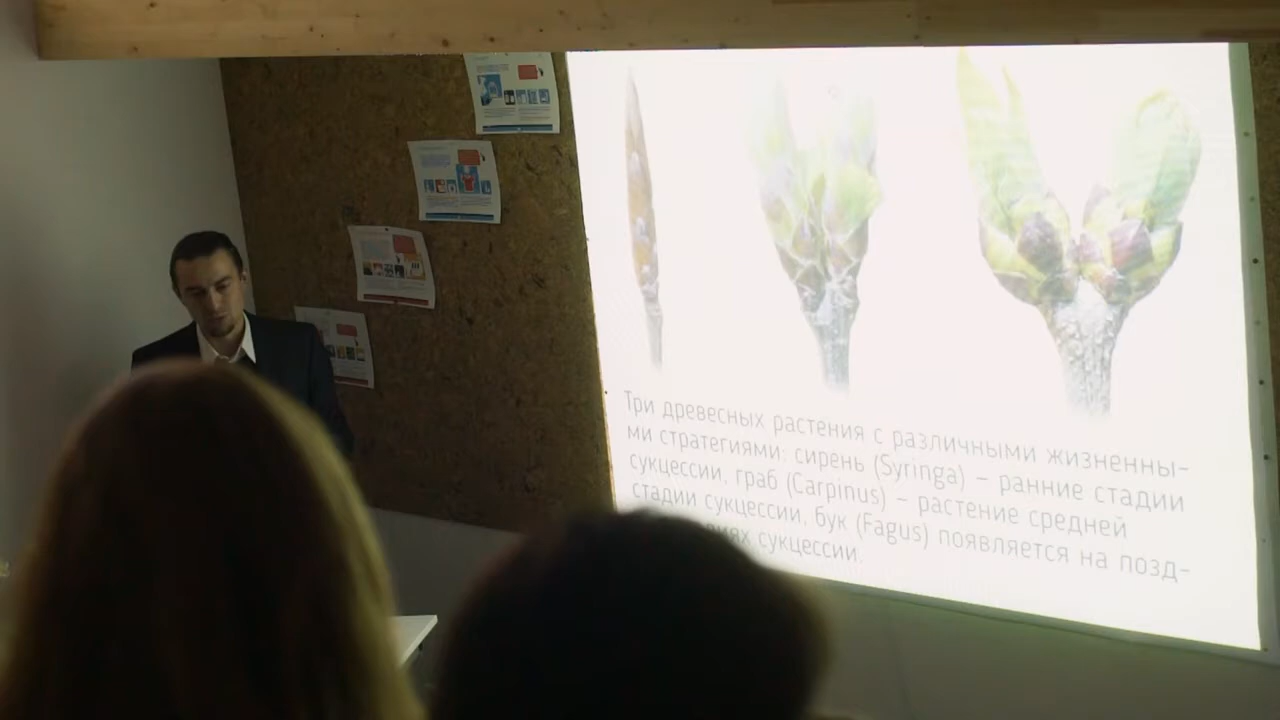 Три древесных растения с различными жизненны-
ми стратегиями: сирень (Syringa) – ранние стадии
сукцессии, граб (Carpinus) – растение средней
стадии сукцессии, бук (Fagus) появляется на позд-
сукцессии.